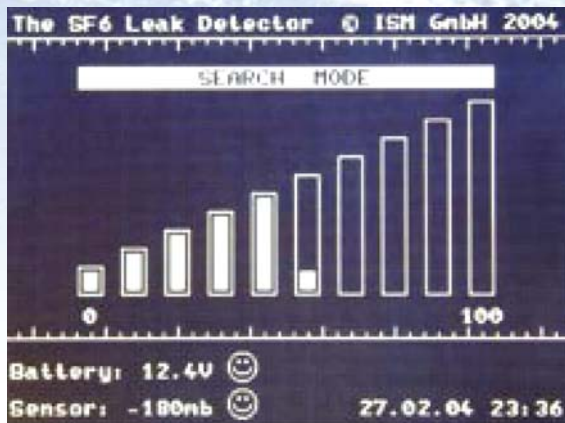 The SF6 Leak Detector © ISM GmbH 2004
SEARCH MODE
0 100
Battery: 12.4V
Sensor: -180mb 27.02.04 23:36